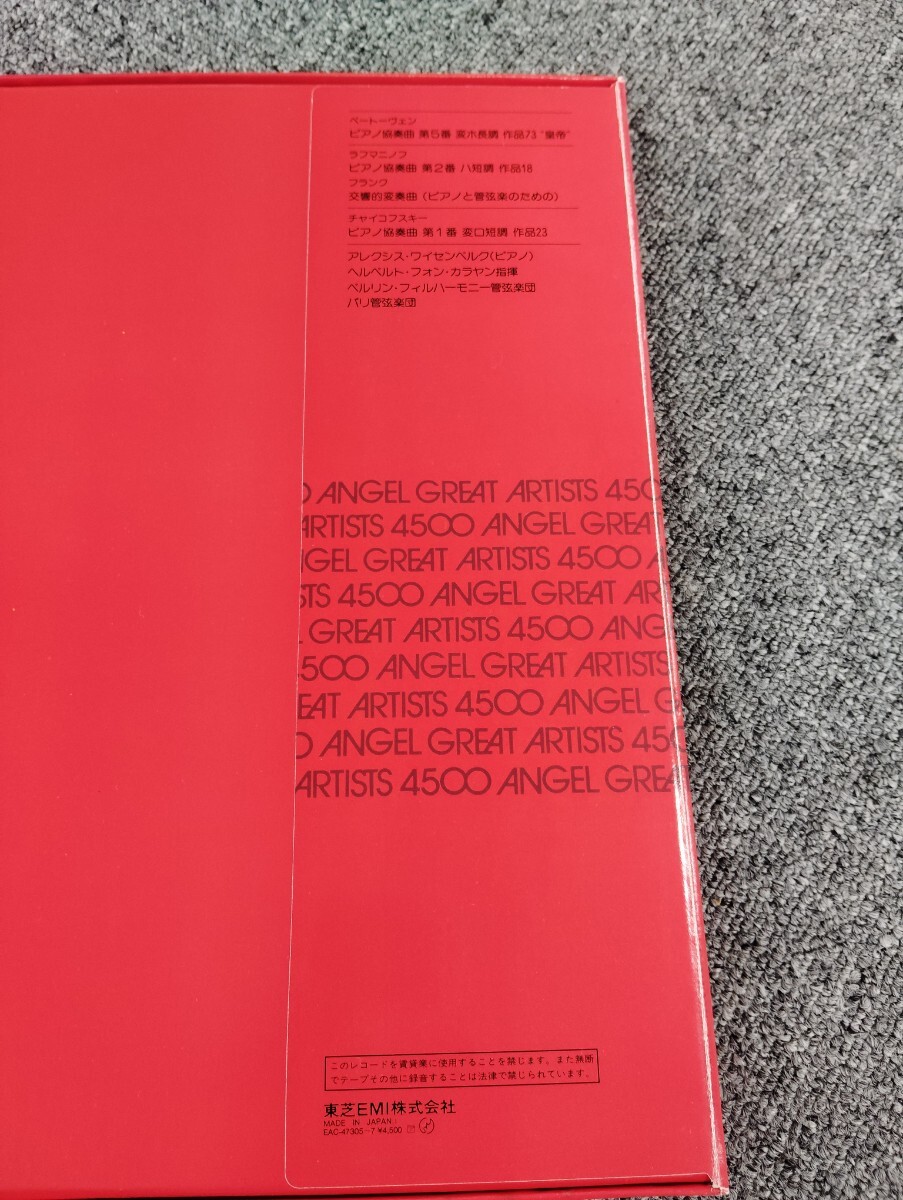 ベートーヴェン
ピアノ協奏曲 第5番 変ホ長調 作品73 "皇帝"
ラフマニノフ
ピアノ協奏曲 第2番 ハ短調 作品18
フランク
交響的変奏曲 (ピアノと管弦楽のための)
チャイコフスキー
ピアノ協奏曲 第1番 変ロ短調 作品23
アレクシス・ワイセンベルク(ピアノ)
ヘルベルト・フォン・カラヤン指揮
ベルリン・フィルハーモニー管弦楽団
パリ管弦楽団
O ANGEL GREAT ARTISTS 450
ARTISTS 4500 ANGEL GREAT
NGEL GREAT ARTISTS 4500 A
STS 4500 ANGEL GREAT AR
L GREAT ARTISTS 4500 ANG
500 ANGEL GREAT ARTISTS
EAT ARTISTS 4500 ANGEL G
O ANGEL GREAT ARTISTS 450
ARTISTS 4500 ANGEL GREA
このレコードを賃貸業に使用することを禁じます。また無断
でテープその他に録音することは法律で禁じられています。
東芝EMI株式会社
MADE IN JAPAN
EAC-47305~7 ¥4,500